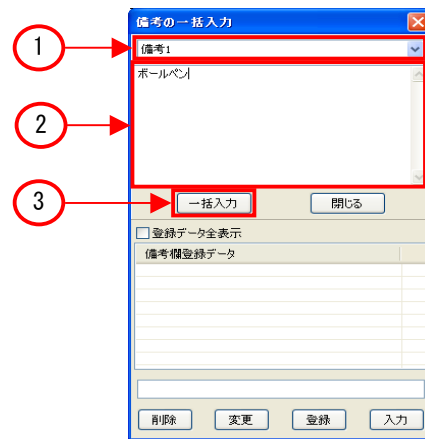 備考の一括入力
1
備考1
ボールペン
2
3
一括入力
閉じる
登録データ全表示
備考欄登録データ
削除
変更
登録
入力